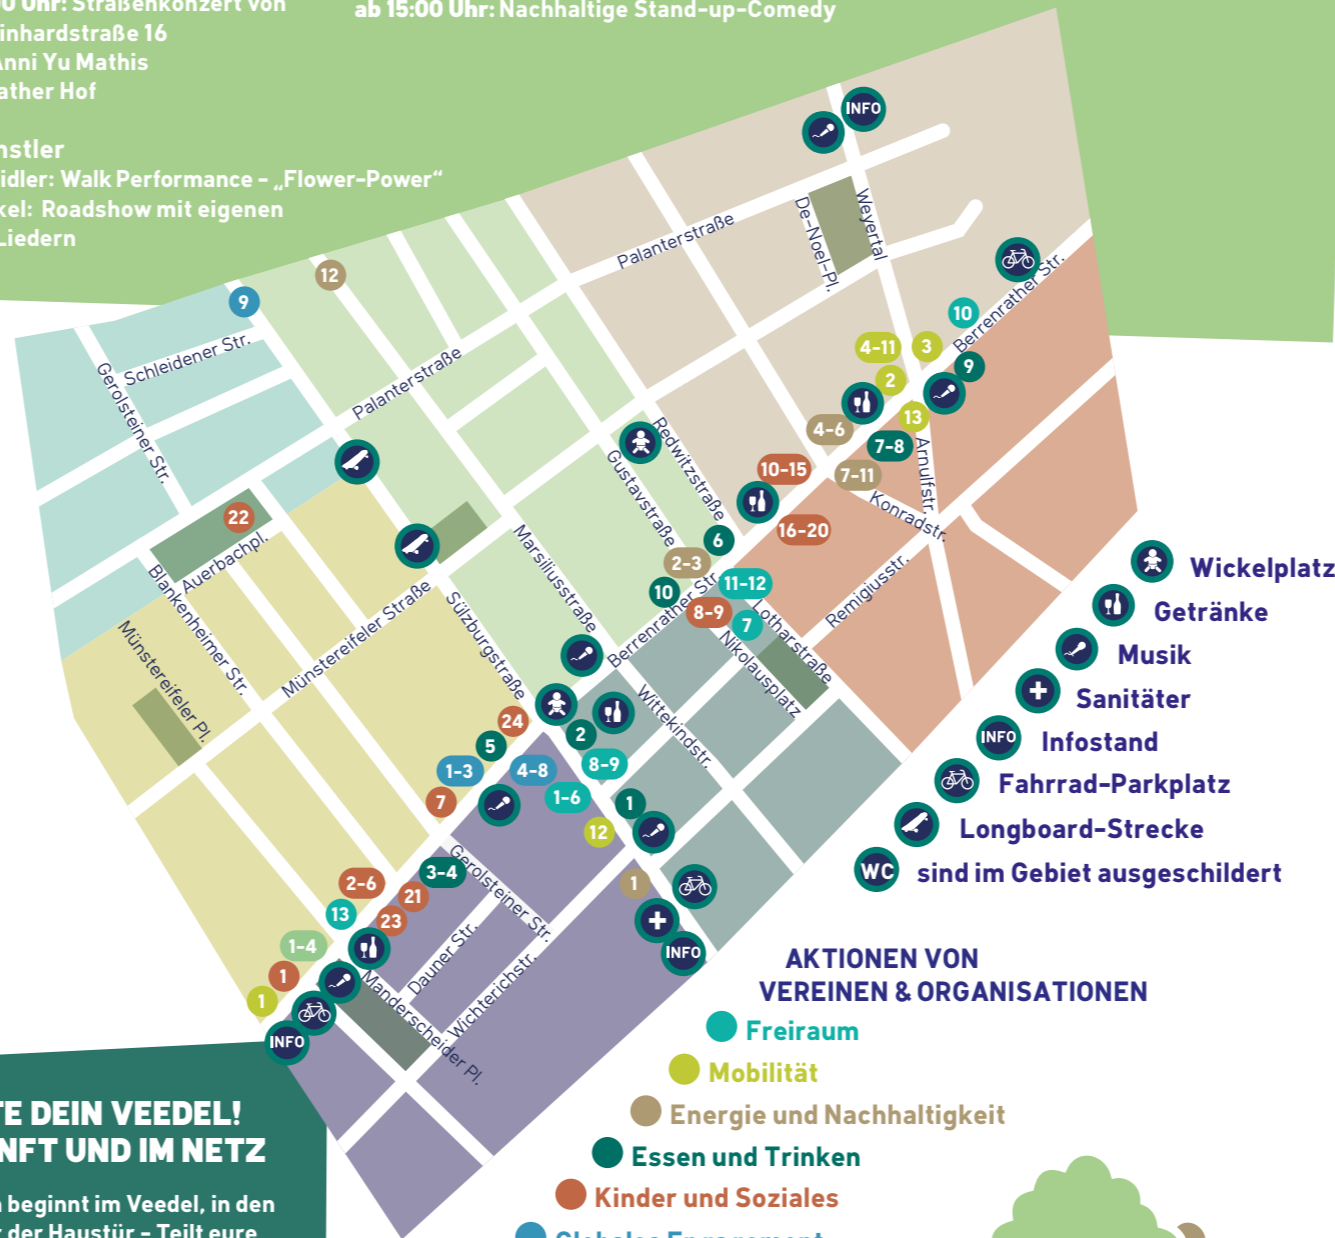 00 Uhr: Straßenkonzert von
inhardstraße 16
Anni Yu Mathis
ather Hof
nstler
idler: Walk Performance - „Flower-Power“
kel: Roadshow mit eigenen
Liedern
ab 15:00 Uhr: Nachhaltige Stand-up-Comedy
INFO
Palanterstraße
De-Noel-Pl.
Weyertal
12
9
Schleidener Str.
Gerolsteiner Str.
Palanterstraße
Berrenrather Str.
10
4-11
3
2
9
13
4-6
7-8
7-11
Arnulfstr.
Konradstr.
10-15
16-20
Redwitzstraße
Gustavstraße
6
2-3
10
Berrenrather Str.
11-12
8-9
7
Lotharstraße
Nikolausplatz
Remigiusstr.
22
Auerbachpl.
Blankenheimer Str.
Münstereifeler Pl.
Münstereifeler Straße
Sülzburgstraße
Marsiliusstraße
Wittekindstr.
24
5
2
1-3
4-8
8-9
7
1-6
1
12
Gerolsteiner Str.
3-4
2-6
21
13
23
1-4
1
1
INFO
Dauner Str.
Wichterichstr.
Manderscheider Pl.
1
INFO
Wickelplatz
Getränke
Musik
Sanitäter
INFO Infostand
Fahrrad-Parkplatz
Longboard-Strecke
WC sind im Gebiet ausgeschildert
AKTIONEN VON
VEREINEN & ORGANISATIONEN
Freiraum
Mobilität
Energie und Nachhaltigkeit
Essen und Trinken
Kinder und Soziales
Globales Engagement
TE DEIN VEEDEL!
NFT UND IM NETZ
n beginnt im Veedel, in den
r der Haustür - Teilt eure